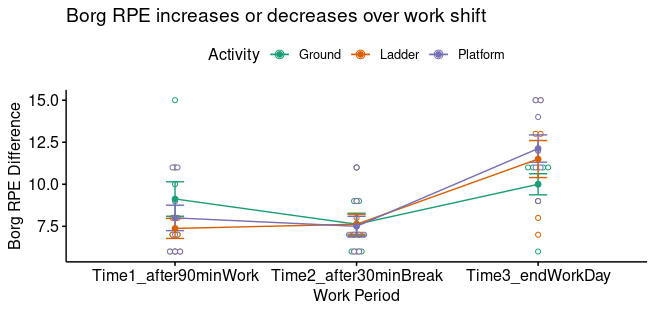 Borg RPE increases or decreases over work shift
Activity Ground Ladder Platform
Borg RPE Difference
15.0
12.5
10.0
7.5
Time1_after90minWork Time2_after30minBreak Time3_endWorkDay
Work Period